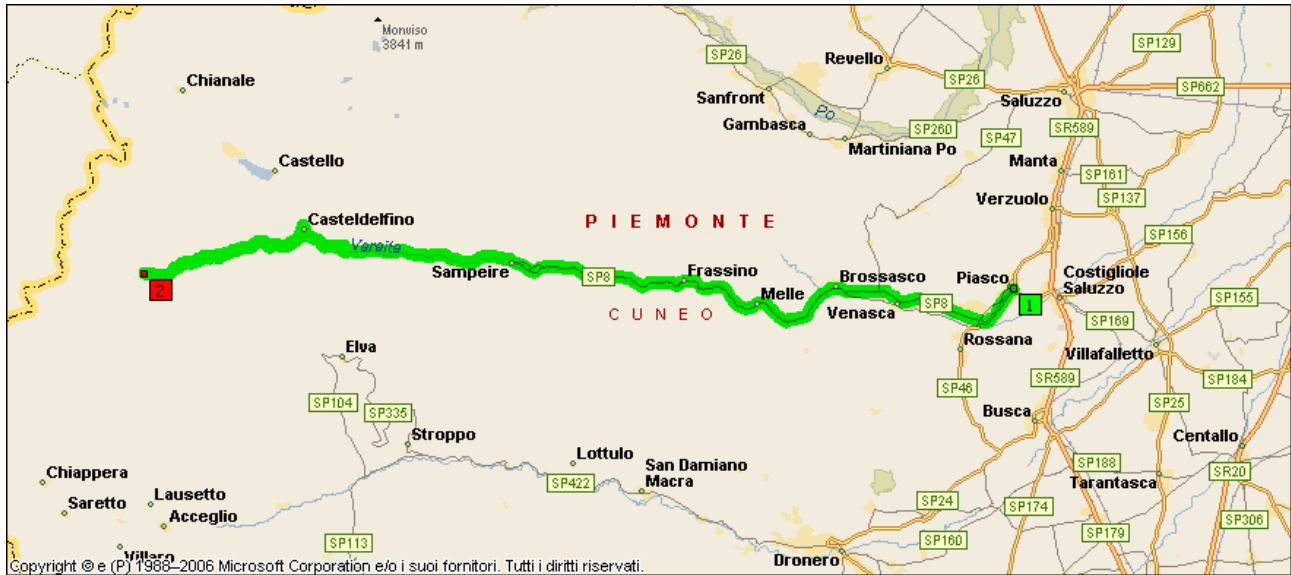 Monviso
3841 m
Chianale
Castello
Casteldelfino
Varaita
Sampeire
SP8
Frassino
Melle
Brossasco
Venasca
SP8
Piasco
Rossana
Costigliole
Saluzzo
1
2
PIEMONTE
CUNEO
SP26
Revello
SP26
Sanfront
Gambasca
Po
SP260
Martiniana Po
SP47
Saluzzo
SP129
SP662
SR589
Manta
SP161
SP137
Verzuolo
SP156
SP155
SP169
Villafalletto
SP184
SP46
SR589
Busca
SP25
Centallo
SP188
Tarantasca
SR20
SP306
SP24
SP174
SP179
SP160
Dronero
Elva
SP104
SP335
Stroppo
Lottulo
SP422
San Damiano
Macra
SP113
Chiappera
Saretto
Lausetto
Acceglio
Villaro
Copyright © e (P) 1988–2006 Microsoft Corporation e/o i suoi fornitori. Tutti i diritti riservati.